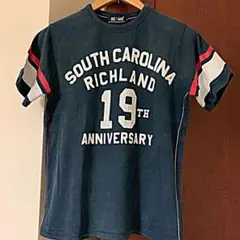 SOUTH CAROLINA
RICHLAND
19TH
ANNIVERSARY